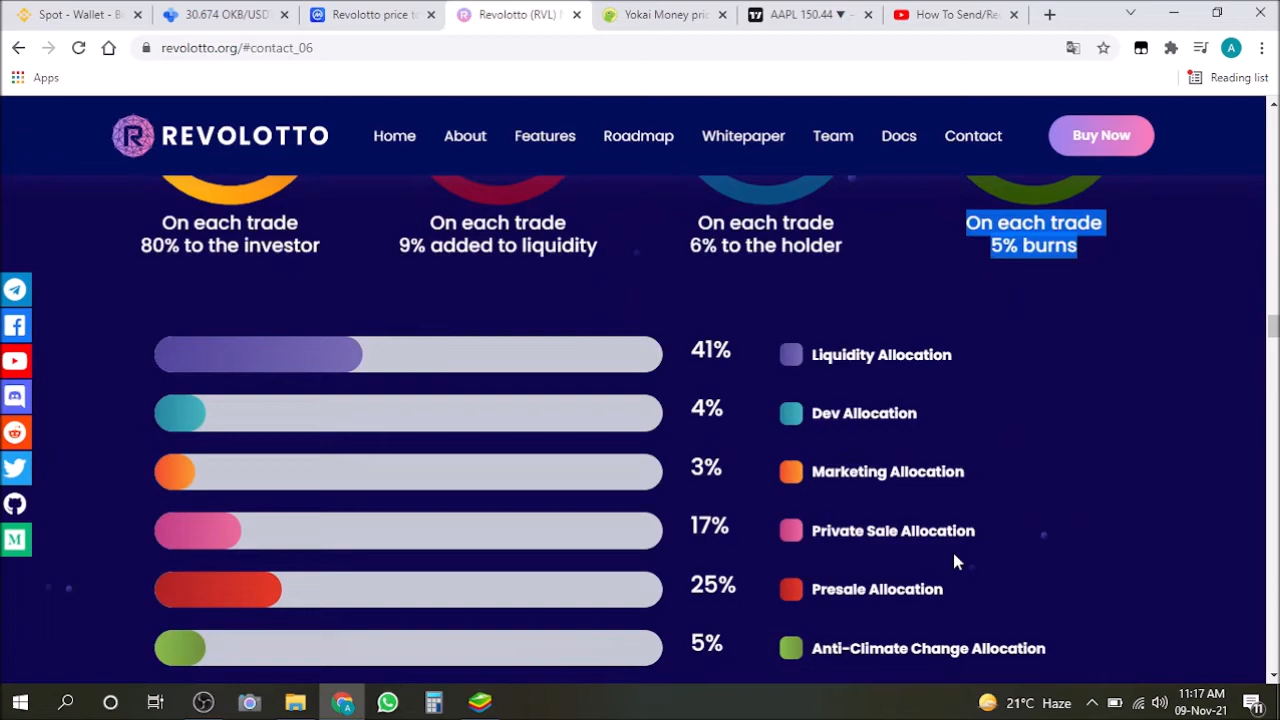 Spot - Wallet - Bi
30.674 OKB/USD
Revolotto price to
Revolotto (RVL) M
Yokai Money pric
AAPL 150.44 ▼
How To Send/Re
revolotto.org/#contact_06
A
Apps
Reading list
REVOLOTTO
Home
About
Features
Roadmap
Whitepaper
Team
Docs
Contact
Buy Now
On each trade
80% to the investor
On each trade
9% added to liquidity
On each trade
6% to the holder
On each trade
5% burns
41%
Liquidity Allocation
4%
Dev Allocation
3%
Marketing Allocation
17%
Private Sale Allocation
25%
Presale Allocation
5%
Anti-Climate Change Allocation
21°C Haze
11:17 AM
09-Nov-21